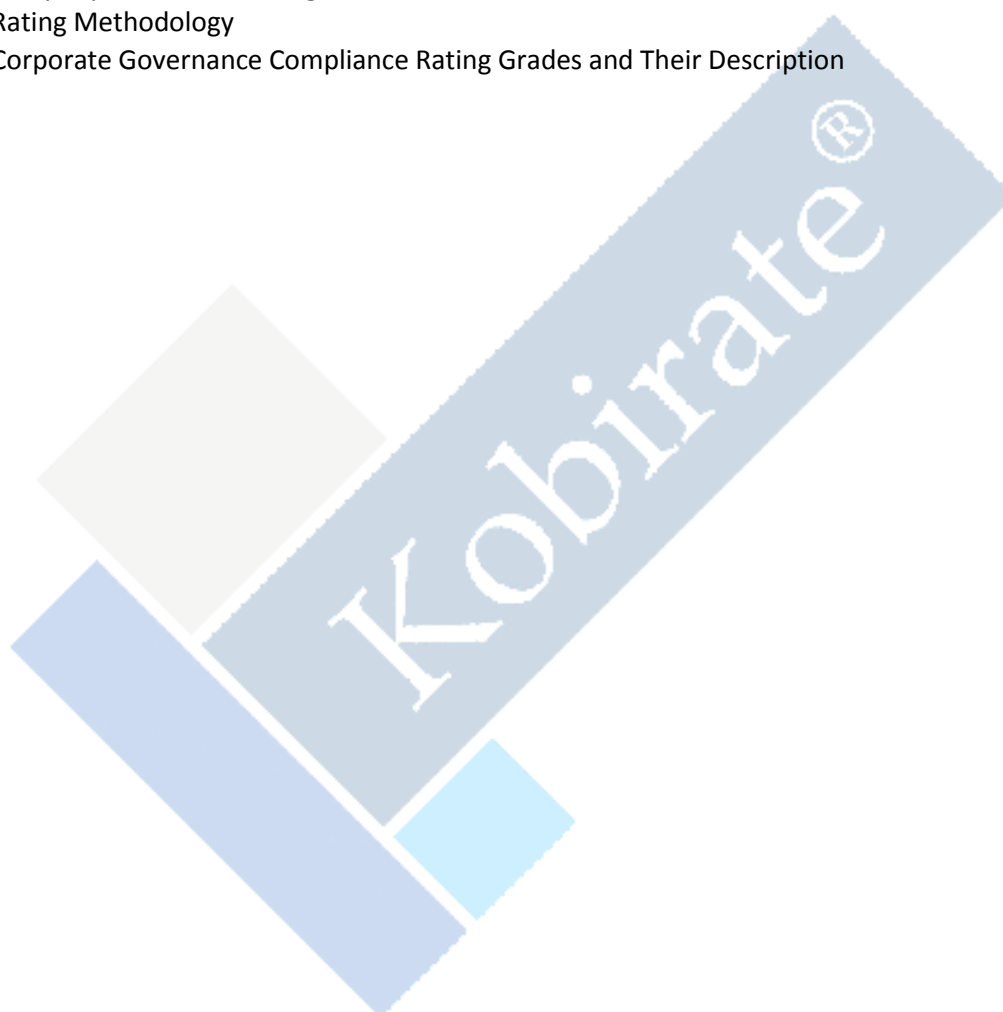 Rating Methodology
Corporate Governance Compliance Rating Grades and Their Description
Kobirate®